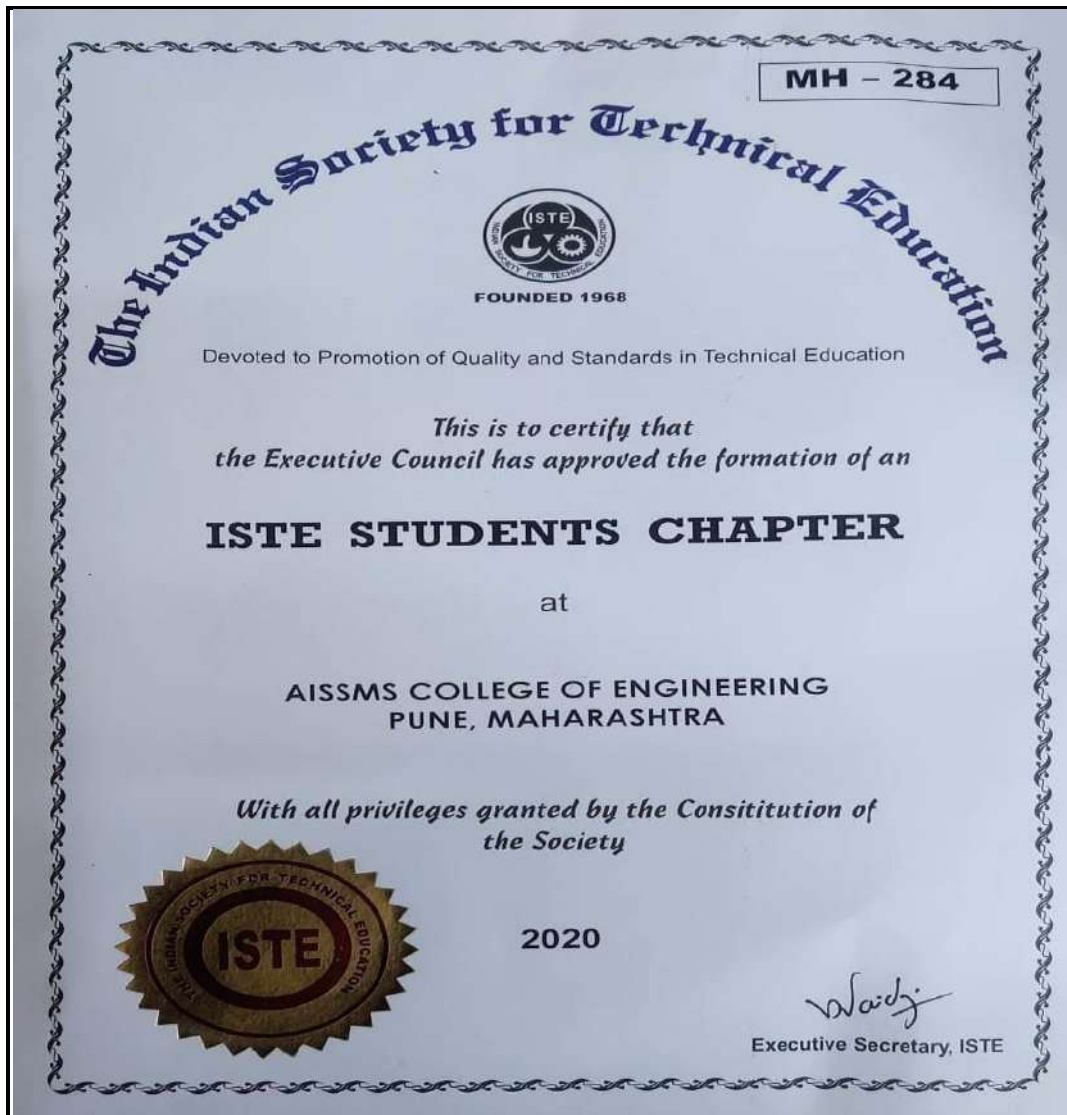 MH – 284
The Indian Society for Technical Education
ISTE
INDIAN SOCIETY FOR TECHNICAL EDUCATION
FOUNDED 1968
Devoted to Promotion of Quality and Standards in Technical Education
This is to certify that
the Executive Council has approved the formation of an
ISTE STUDENTS CHAPTER
at
AISSMS COLLEGE OF ENGINEERING
PUNE, MAHARASHTRA
With all privileges granted by the Consititution of
the Society
THE INDIAN SOCIETY FOR TECHNICAL EDUCATION
ISTE
2020
Executive Secretary, ISTE